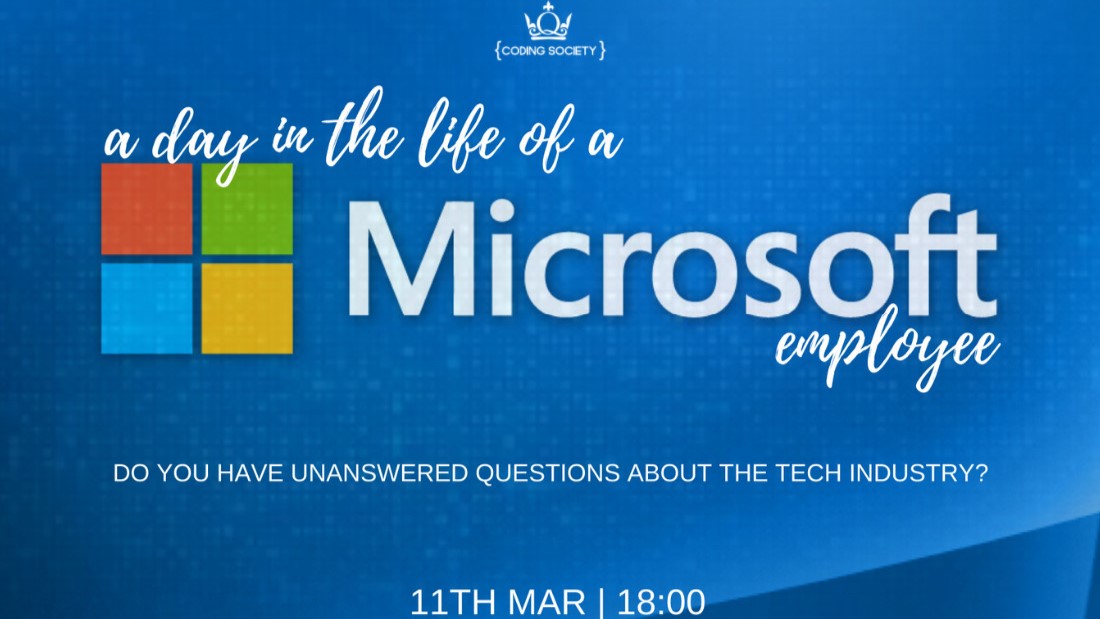 {CODING SOCIETY}
a day in the life of a
Microsoft
employee
DO YOU HAVE UNANSWERED QUESTIONS ABOUT THE TECH INDUSTRY?
11TH MAR | 18:00